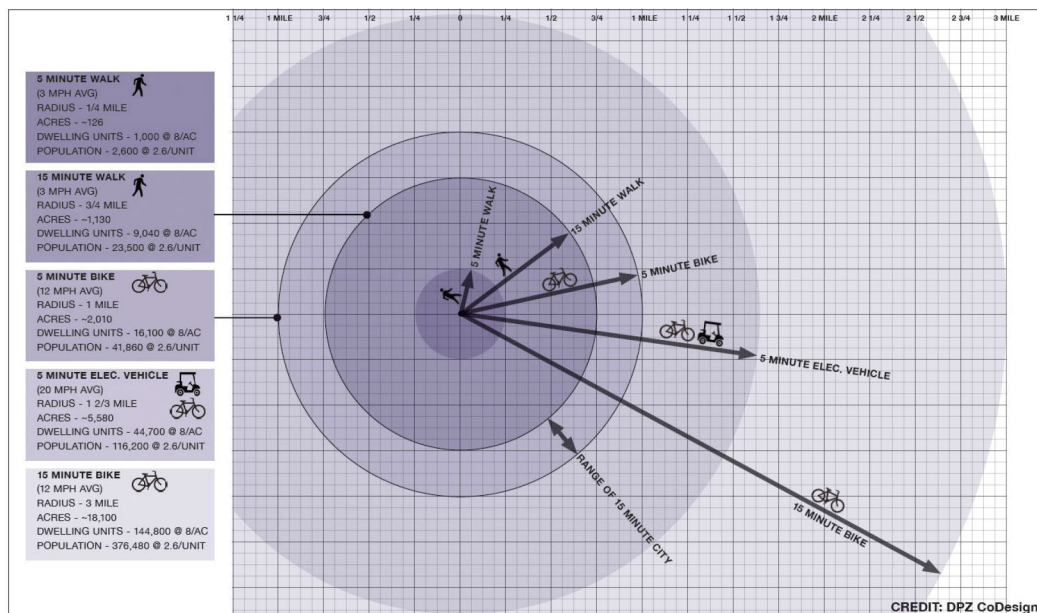 1 1/4 1 MILE 3/4 1/2 1/4 0 1/4 1/2 3/4 1 MILE 1 1/4 1 1/2 1 3/4 2 MILE 2 1/4 2 1/2 2 3/4 3 MILE
5 MINUTE WALK
(3 MPH AVG)
RADIUS - 1/4 MILE
ACRES - ~126
DWELLING UNITS - 1,000 @ 8/AC
POPULATION - 2,600 @ 2.6/UNIT
15 MINUTE WALK
(3 MPH AVG)
RADIUS - 3/4 MILE
ACRES - ~1,130
DWELLING UNITS - 9,040 @ 8/AC
POPULATION - 23,500 @ 2.6/UNIT
5 MINUTE BIKE
(12 MPH AVG)
RADIUS - 1 MILE
ACRES - ~2,010
DWELLING UNITS - 16,100 @ 8/AC
POPULATION - 41,860 @ 2.6/UNIT
5 MINUTE ELEC. VEHICLE
(20 MPH AVG)
RADIUS - 1 2/3 MILE
ACRES - ~5,580
DWELLING UNITS - 44,700 @ 8/AC
POPULATION - 116,200 @ 2.6/UNIT
15 MINUTE BIKE
(12 MPH AVG)
RADIUS - 3 MILE
ACRES - ~18,100
DWELLING UNITS - 144,800 @ 8/AC
POPULATION - 376,480 @ 2.6/UNIT
5 MINUTE WALK
15 MINUTE WALK
5 MINUTE BIKE
5 MINUTE ELEC. VEHICLE
15 MINUTE BIKE
RANGE OF 15 MINUTE CITY
CREDIT: DPZ CoDesign